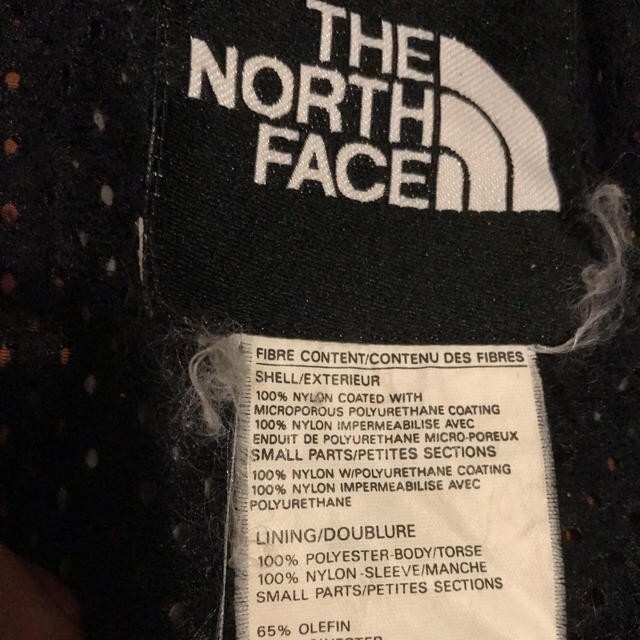 THE
NORTH
FACE
FIBRE CONTENT/CONTENU DES FIBRES
SHELL/EXTERIEUR
100% NYLON COATED WITH
MICROPOROUS POLYURETHANE COATING
100% NYLON IMPERMEABILISE AVEC
ENDUIT DE POLYURETHANE MICRO-POREUX
SMALL PARTS/PETITES SECTIONS
100% NYLON W/POLYURETHANE COATING
100% NYLON IMPERMEABILISE AVEC
POLYURETHANE
LINING/DOUBLURE
100% POLYESTER-BODY/TORSE
100% NYLON-SLEEVE/MANCHE
SMALL PARTS/PETITES SECTIONS
65% OLEFIN